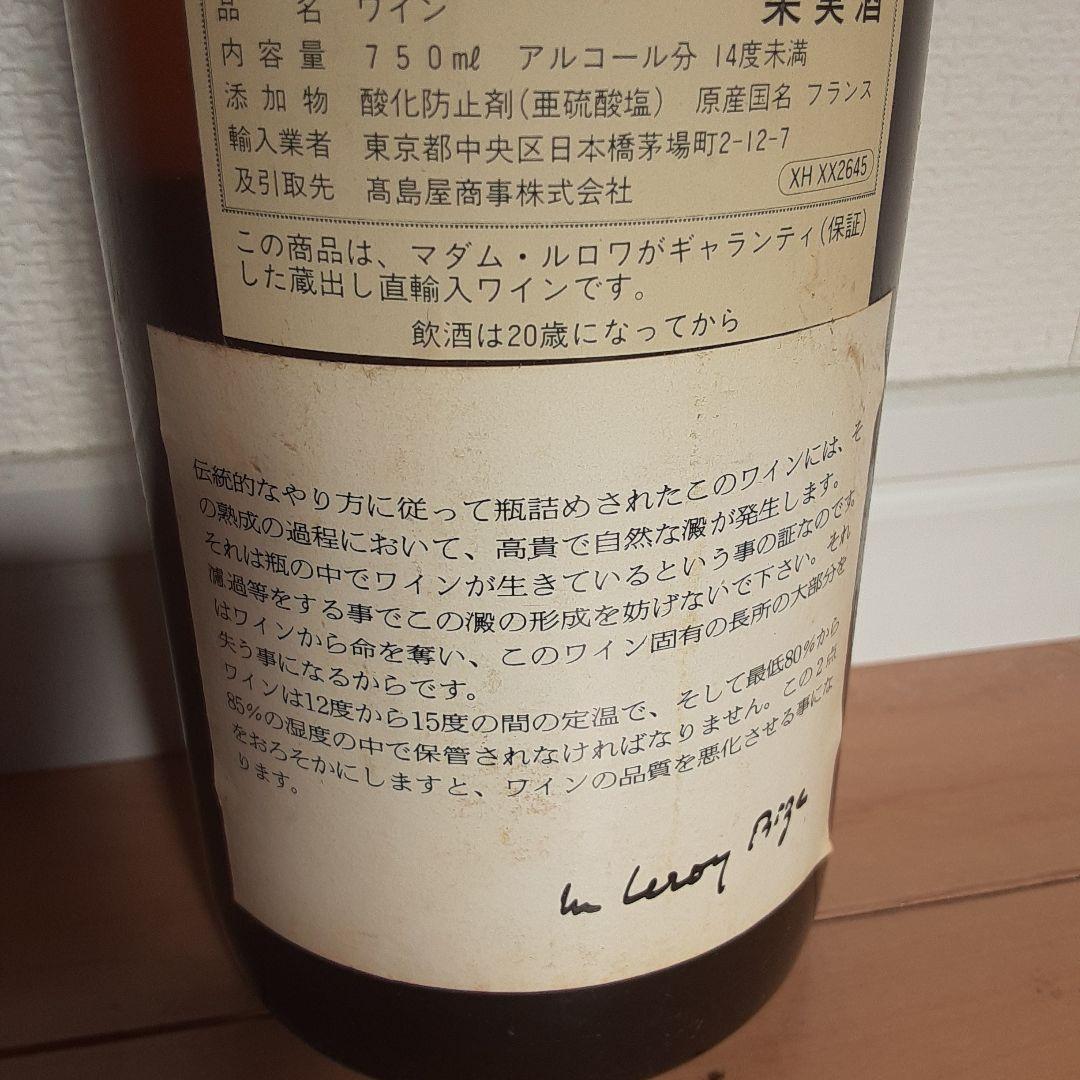 品名 ワイン 果実酒
内容量 750ml アルコール分 14度未満
添加物 酸化防止剤(亜硫酸塩) 原産国名 フランス
輸入業者 東京都中央区日本橋茅場町2-12-7
及引取先 髙島屋商事株式会社 XH XX2645
この商品は、マダム・ルロワがギャランティ(保証)
した蔵出し直輸入ワインです。
飲酒は20歳になってから
伝統的なやり方に従って瓶詰めされたこのワインには、そ
の熟成の過程において、高貴で自然な澱が発生します。
それは瓶の中でワインが生きているという事の証なのです。
濾過等をする事でこの澱の形成を妨げないで下さい。それ
はワインから命を奪い、このワイン固有の長所の大部分を
失う事になるからです。
ワインは12度から15度の間の定温で、そして最低80%から
85%の湿度の中で保管されなければなりません。この2点
をおろそかにしますと、ワインの品質を悪化させる事にな
ります。
Leroy Bize